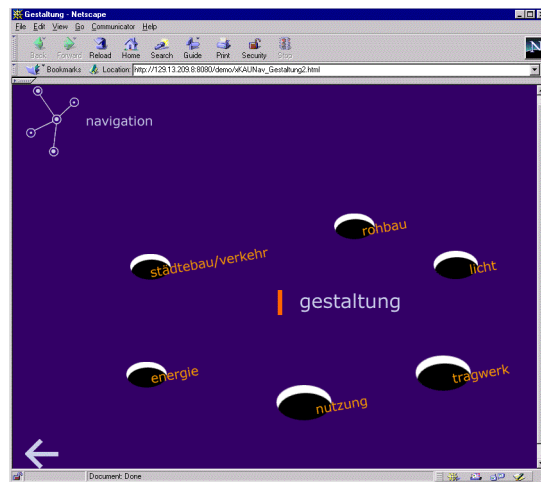 Gestaltung - Netscape
File Edit View Go Communicator Help
Back Forward Reload Home Search Guide Print Security Stop
N
Bookmarks Location: http://129.13.209.8:8080/demo/xKAUNav_Gestaltung2.html
navigation
rohbau
städtebau/verkehr
licht
gestaltung
energie
tragwerk
nutzung
Document: Done